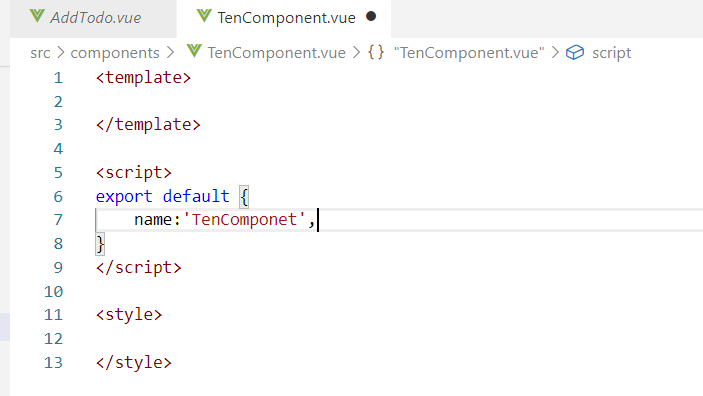 AddTodo.vue TenComponent.vue
src > components > TenComponent.vue > {} "TenComponent.vue" > script
1 <template>
2
3 </template>
4
5 <script>
6 export default {
7 name:'TenComponet',
8 }
9 </script>
10
11 <style>
12
13 </style>